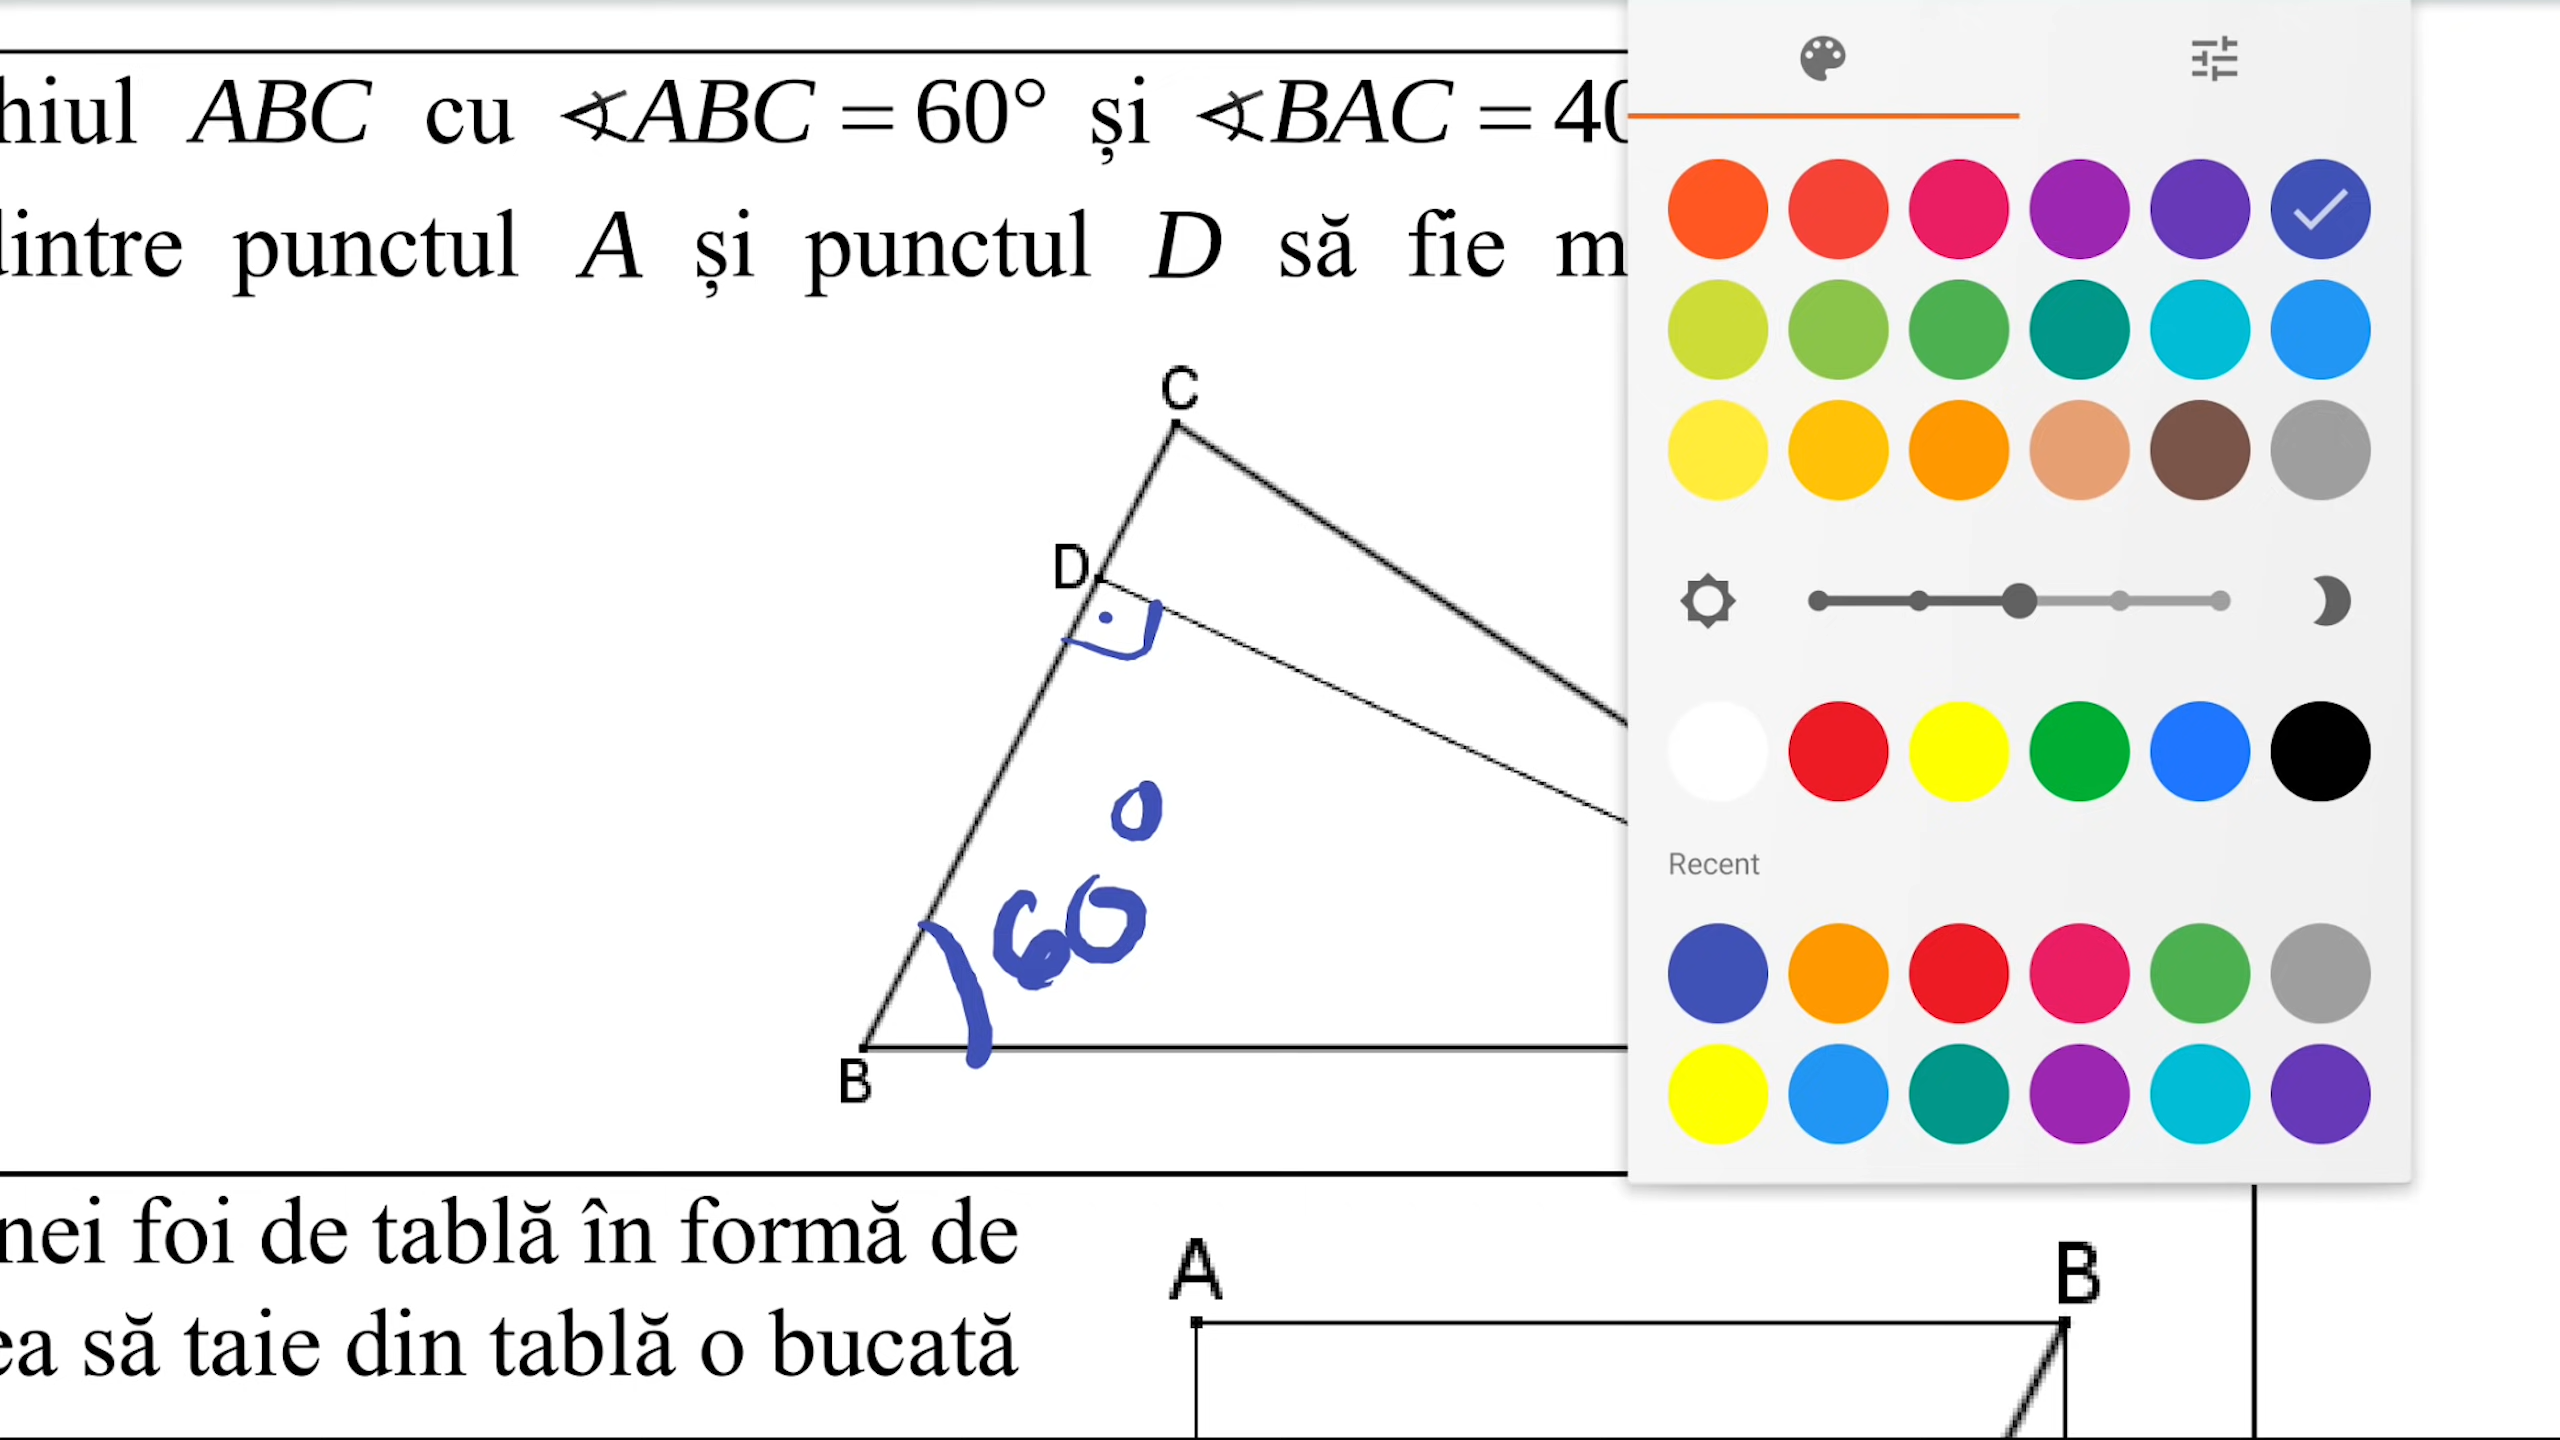 hiul ABC cu ∢ABC = 60° și ∢BAC = 40
dintre punctul A și punctul D să fie m
C
D
60°
B
Recent
nei foi de tablă în formă de
ea să taie din tablă o bucată
A B